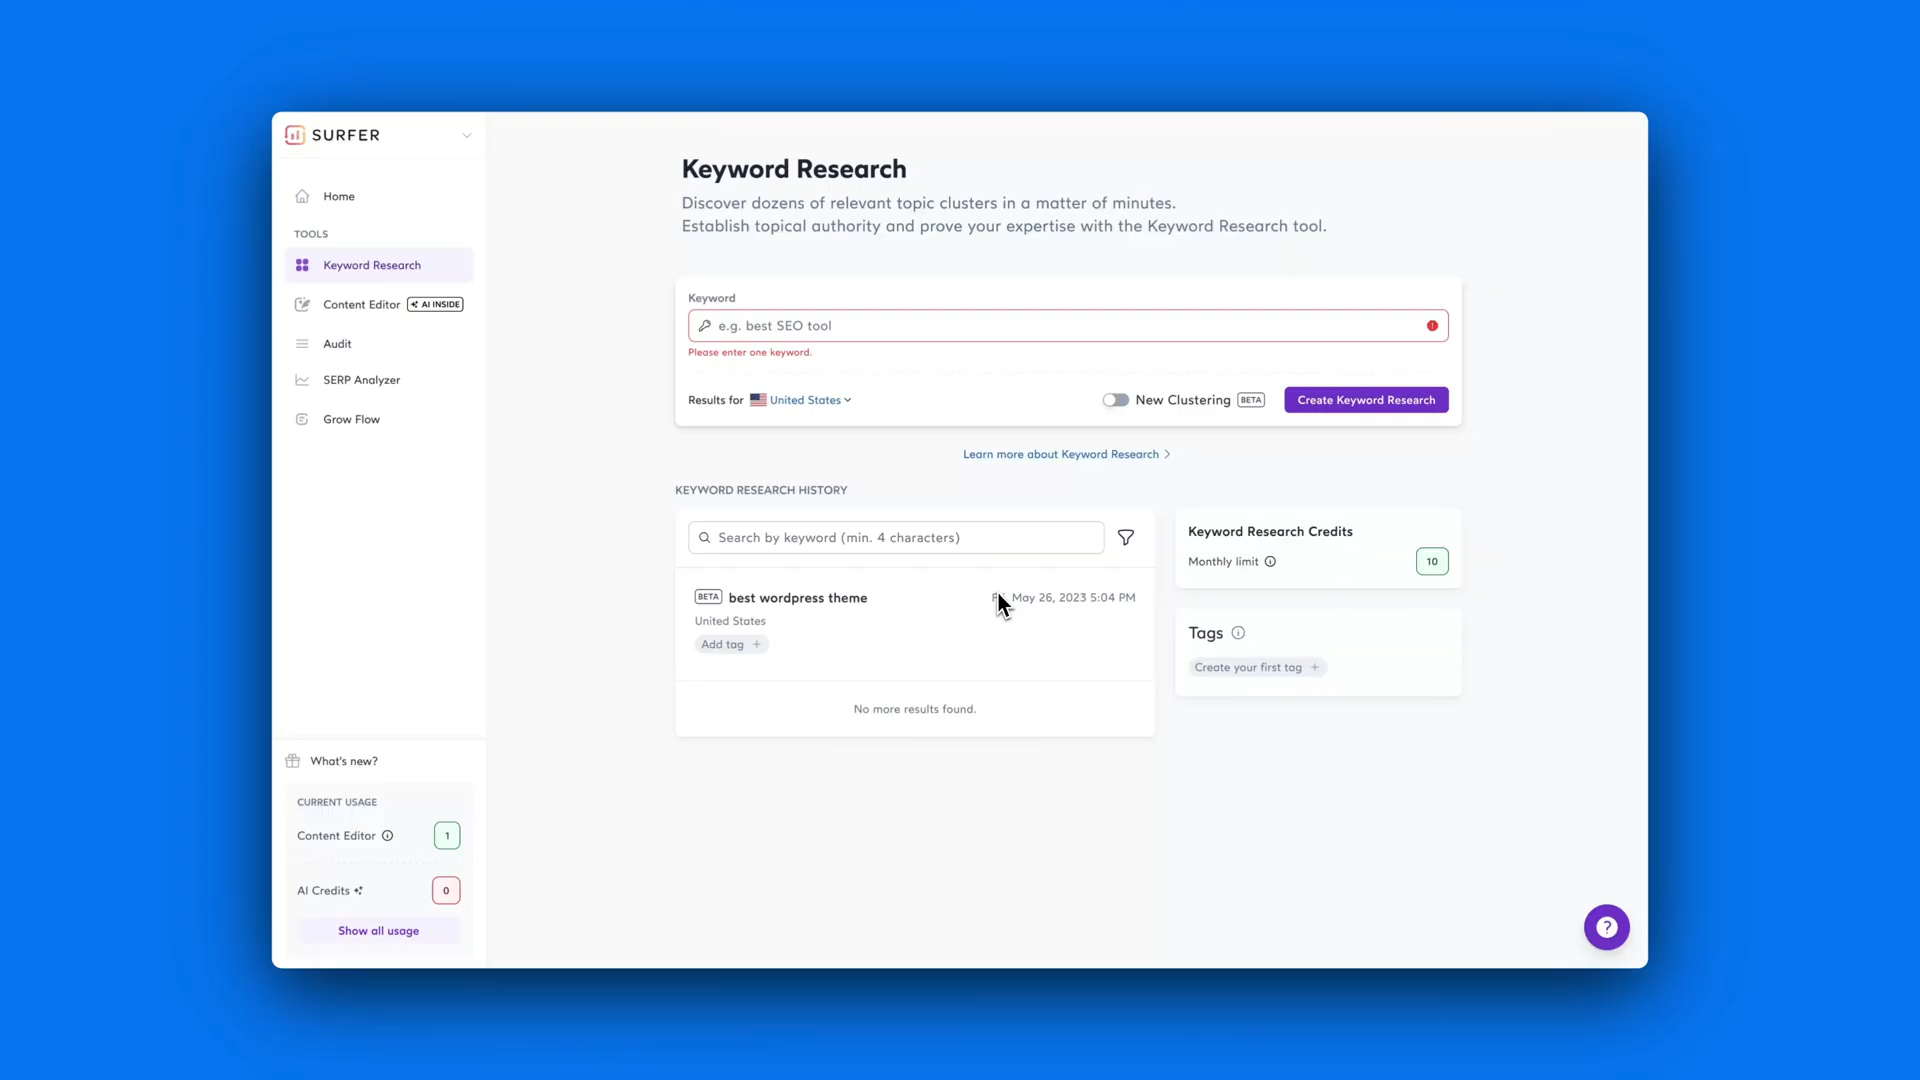 SURFER
Home
TOOLS
Keyword Research
Content Editor AI INSIDE
Audit
SERP Analyzer
Grow Flow
What's new?
CURRENT USAGE
Content Editor 1
AI Credits 0
Show all usage
Keyword Research
Discover dozens of relevant topic clusters in a matter of minutes.
Establish topical authority and prove your expertise with the Keyword Research tool.
Keyword
e.g. best SEO tool
Please enter one keyword.
Results for United States
New Clustering BETA
Create Keyword Research
Learn more about Keyword Research
KEYWORD RESEARCH HISTORY
Search by keyword (min. 4 characters)
BETA best wordpress theme
May 26, 2023 5:04 PM
United States
Add tag +
No more results found.
Keyword Research Credits
Monthly limit 10
Tags
Create your first tag +
?